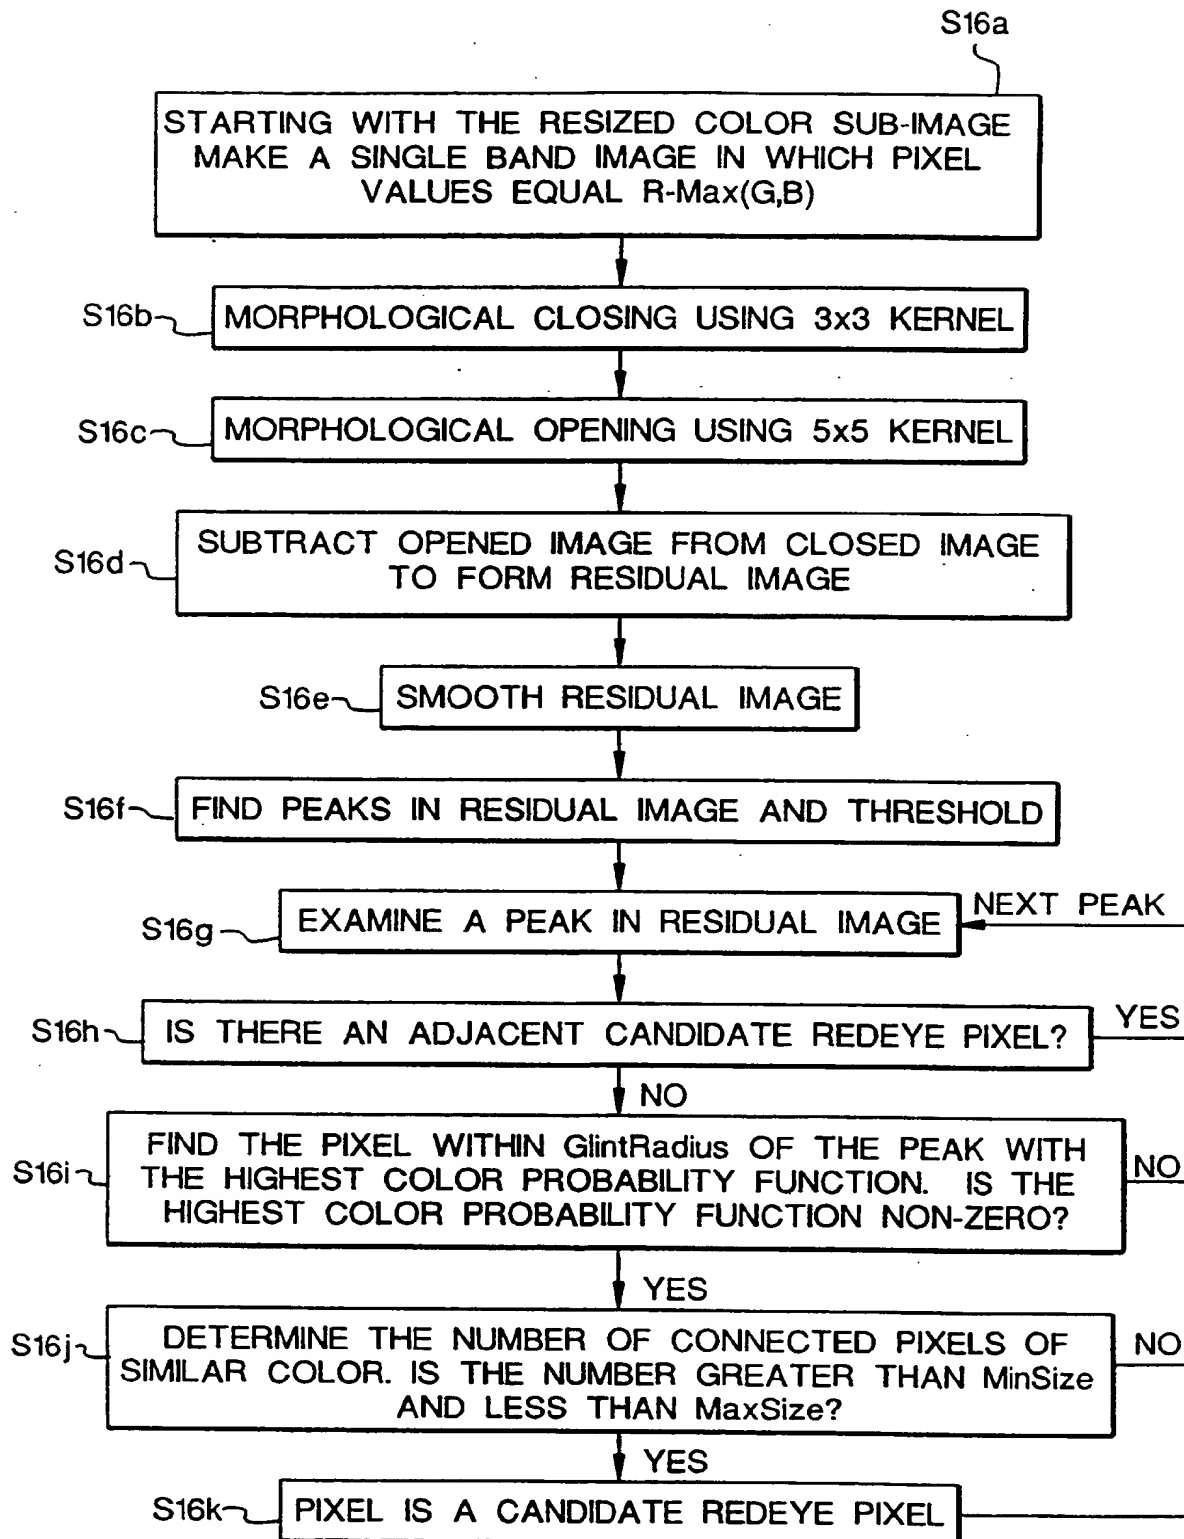 S16a
STARTING WITH THE RESIZED COLOR SUB-IMAGE
MAKE A SINGLE BAND IMAGE IN WHICH PIXEL
VALUES EQUAL R-Max(G,B)
S16b
MORPHOLOGICAL CLOSING USING 3x3 KERNEL
S16c
MORPHOLOGICAL OPENING USING 5x5 KERNEL
S16d
SUBTRACT OPENED IMAGE FROM CLOSED IMAGE
TO FORM RESIDUAL IMAGE
S16e
SMOOTH RESIDUAL IMAGE
S16f
FIND PEAKS IN RESIDUAL IMAGE AND THRESHOLD
S16g
EXAMINE A PEAK IN RESIDUAL IMAGE
NEXT PEAK
S16h
IS THERE AN ADJACENT CANDIDATE REDEYE PIXEL?
YES
NO
S16i
FIND THE PIXEL WITHIN GlintRadius OF THE PEAK WITH
THE HIGHEST COLOR PROBABILITY FUNCTION. IS THE
HIGHEST COLOR PROBABILITY FUNCTION NON-ZERO?
NO
YES
S16j
DETERMINE THE NUMBER OF CONNECTED PIXELS OF
SIMILAR COLOR. IS THE NUMBER GREATER THAN MinSize
AND LESS THAN MaxSize?
NO
YES
S16k
PIXEL IS A CANDIDATE REDEYE PIXEL